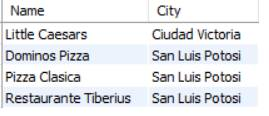 Name City
Little Caesars Ciudad Victoria
Dominos Pizza San Luis Potosi
Pizza Clasica San Luis Potosi
Restaurante Tiberius San Luis Potosi